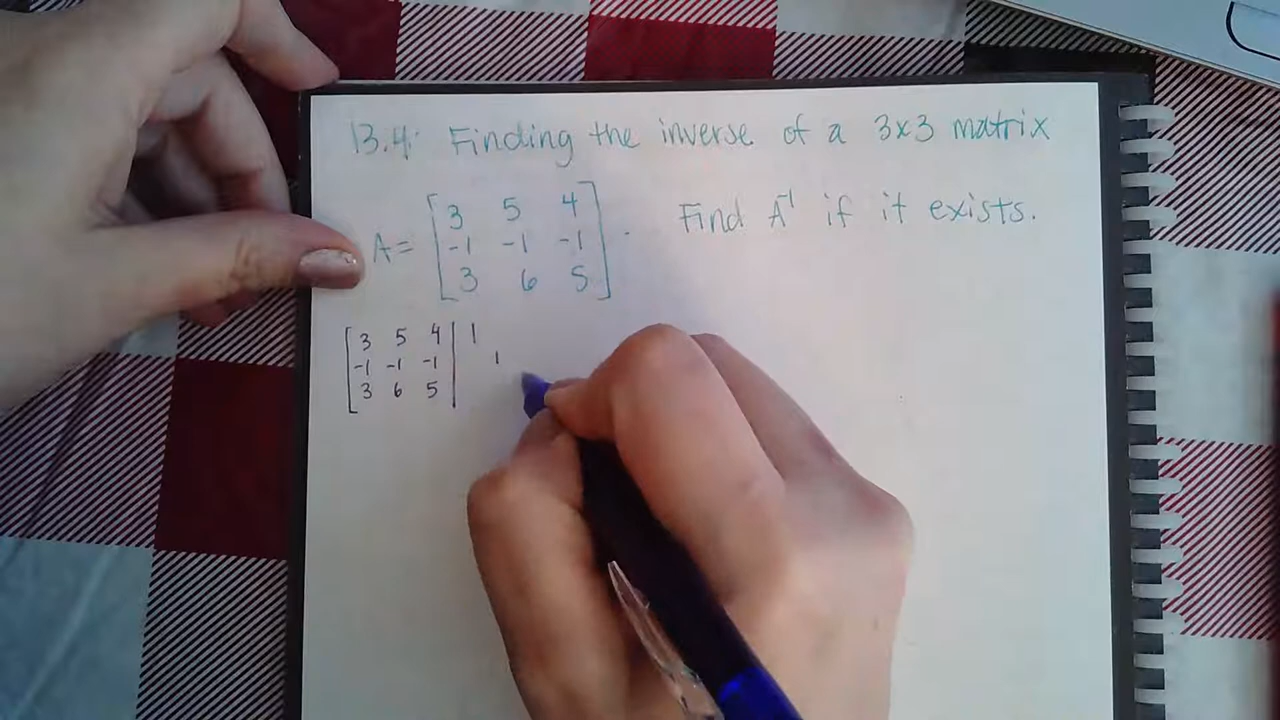 13.4: Finding the inverse of a 3x3 matrix
A = [3 5 4
-1 -1 -1
3 6 5]. Find A⁻¹ if it exists.
[3 5 4 | 1
-1 -1 -1 | 1
3 6 5 |